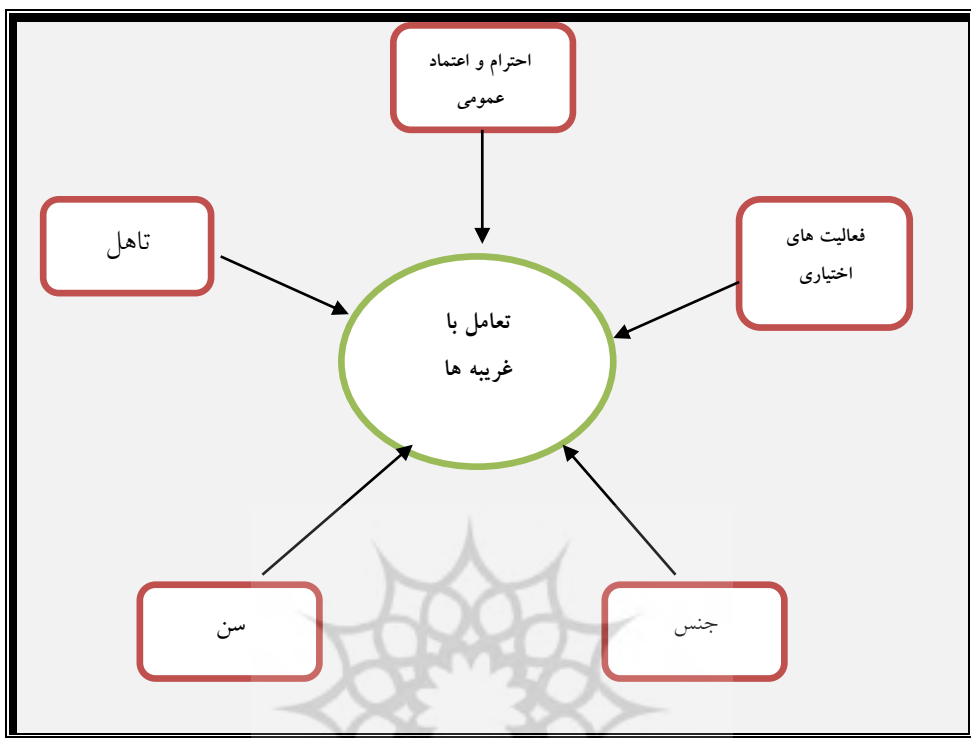 احترام و اعتماد
عمومی
فعالیت های
اختیاری
تاهل
تعامل با
غریبه ها
جنس
سن